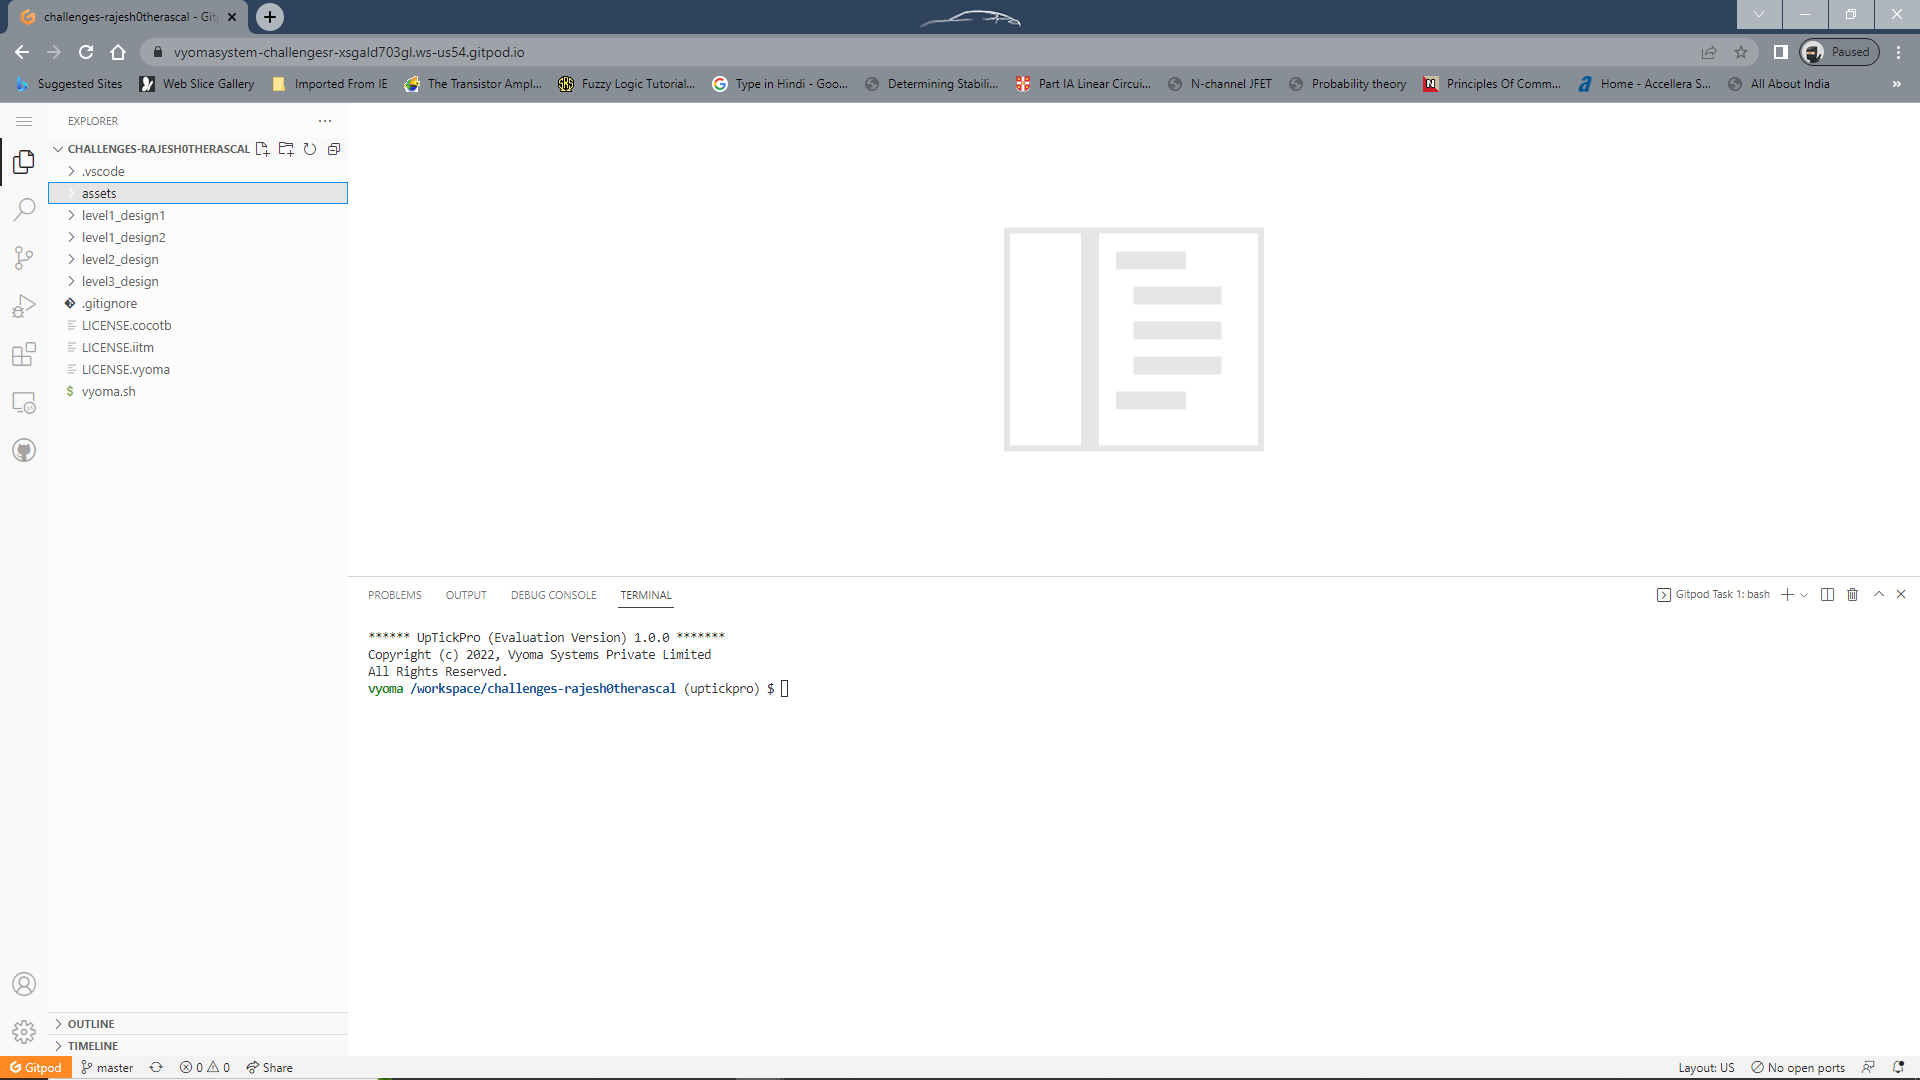 challenges-rajesh0therascal - Git
vyomasystem-challengesr-xsgald703gl.ws-us54.gitpod.io
Paused
Suggested Sites
Web Slice Gallery
Imported From IE
The Transistor Ampl...
Fuzzy Logic Tutorial...
Type in Hindi - Goo...
Determining Stabili...
Part IA Linear Circui...
N-channel JFET
Probability theory
Principles Of Comm...
Home - Accellera S...
All About India
»
EXPLORER
CHALLENGES-RAJESH0THERASCAL
.vscode
assets
level1_design1
level1_design2
level2_design
level3_design
.gitignore
LICENSE.cocotb
LICENSE.iitm
LICENSE.vyoma
$ vyoma.sh
PROBLEMS OUTPUT DEBUG CONSOLE TERMINAL
Gitpod Task 1: bash
****** UpTickPro (Evaluation Version) 1.0.0 *******
Copyright (c) 2022, Vyoma Systems Private Limited
All Rights Reserved.
vyoma /workspace/challenges-rajesh0therascal (uptickpro) $
OUTLINE
TIMELINE
Gitpod master 0 0 Share
Layout: US No open ports